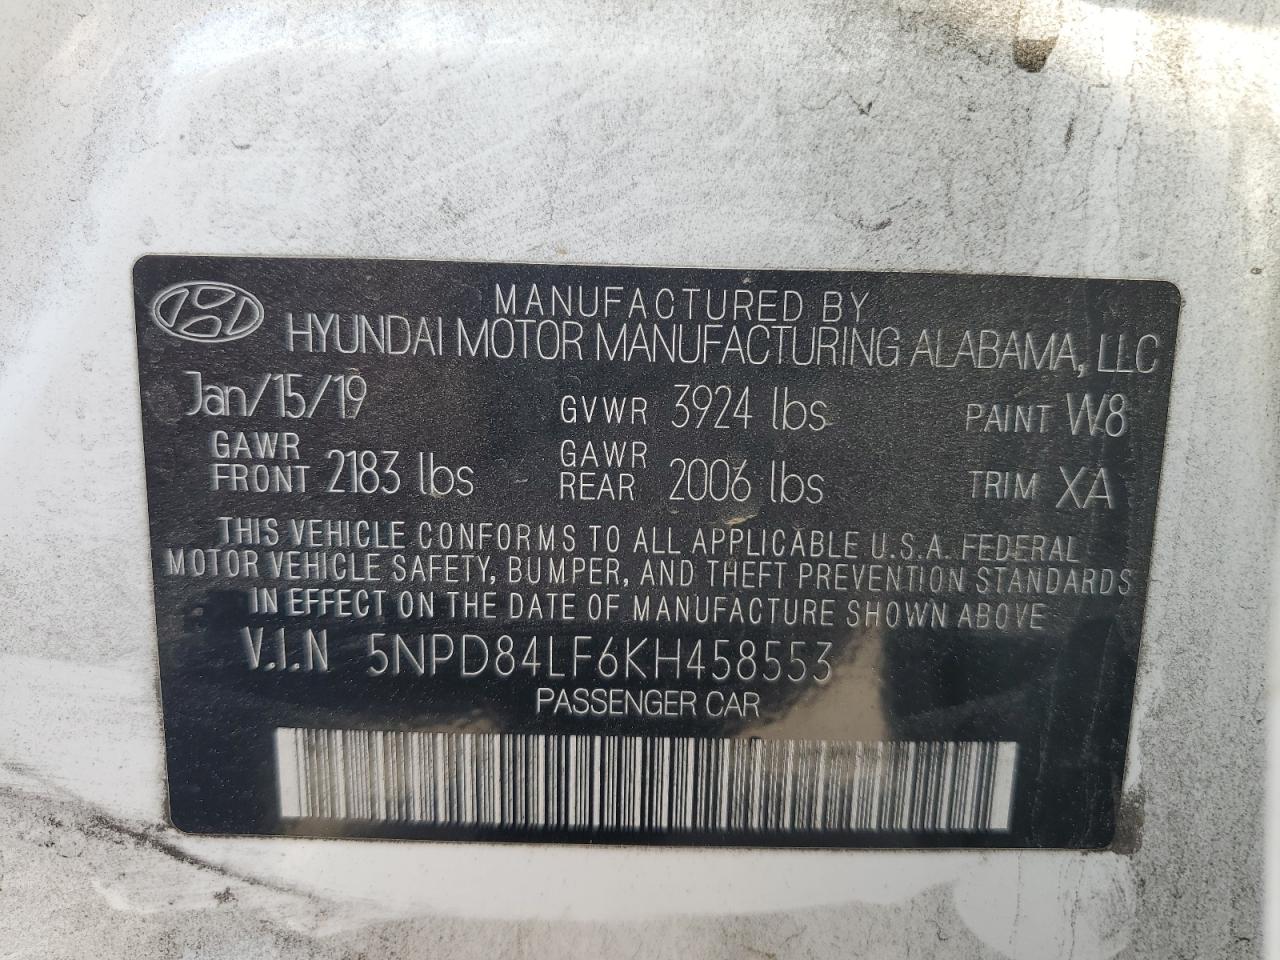 MANUFACTURED BY
HYUNDAI MOTOR MANUFACTURING ALABAMA, LLC
Jan/15/19 GVWR 3924 lbs PAINT W8
GAWR FRONT 2183 lbs GAWR REAR 2006 lbs TRIM XA
THIS VEHICLE CONFORMS TO ALL APPLICABLE U.S.A. FEDERAL
MOTOR VEHICLE SAFETY, BUMPER, AND THEFT PREVENTION STANDARDS
IN EFFECT ON THE DATE OF MANUFACTURE SHOWN ABOVE
V.I.N 5NPD84LF6KH458553
PASSENGER CAR